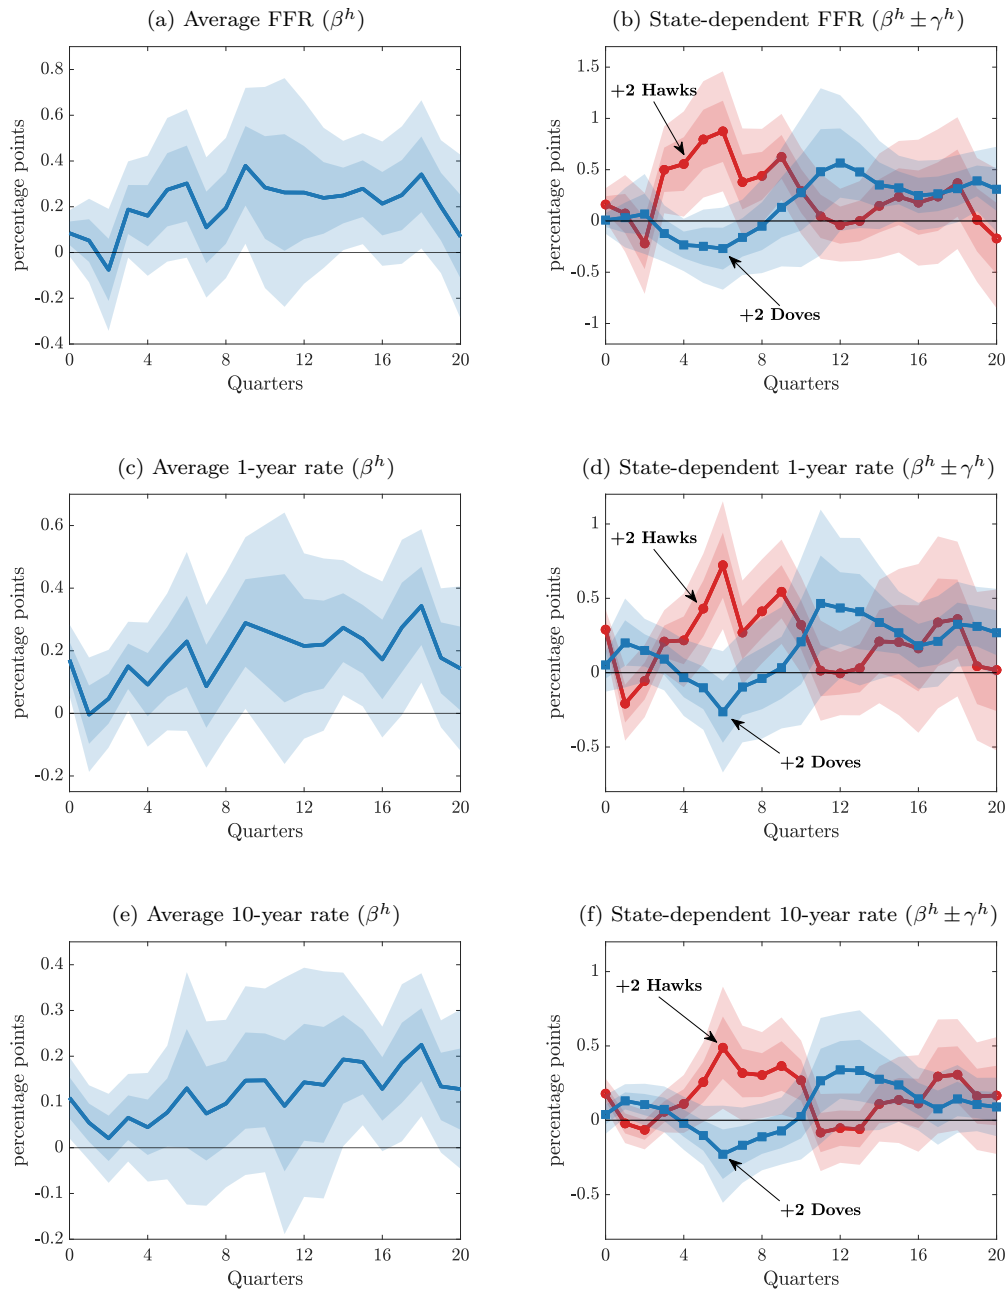 (a) Average FFR (β^h)
percentage points
0.8
0.6
0.4
0.2
0
-0.2
-0.4
0 4 8 12 16 20
Quarters
(b) State-dependent FFR (β^h ± γ^h)
percentage points
1.5
1
0.5
0
-0.5
-1
+2 Hawks
+2 Doves
0 4 8 12 16 20
Quarters
(c) Average 1-year rate (β^h)
percentage points
0.6
0.4
0.2
0
-0.2
0 4 8 12 16 20
Quarters
(d) State-dependent 1-year rate (β^h ± γ^h)
percentage points
1
0.5
0
-0.5
+2 Hawks
+2 Doves
0 4 8 12 16 20
Quarters
(e) Average 10-year rate (β^h)
percentage points
0.4
0.3
0.2
0.1
0
-0.1
-0.2
0 4 8 12 16 20
Quarters
(f) State-dependent 10-year rate (β^h ± γ^h)
percentage points
1
0.5
0
-0.5
+2 Hawks
+2 Doves
0 4 8 12 16 20
Quarters